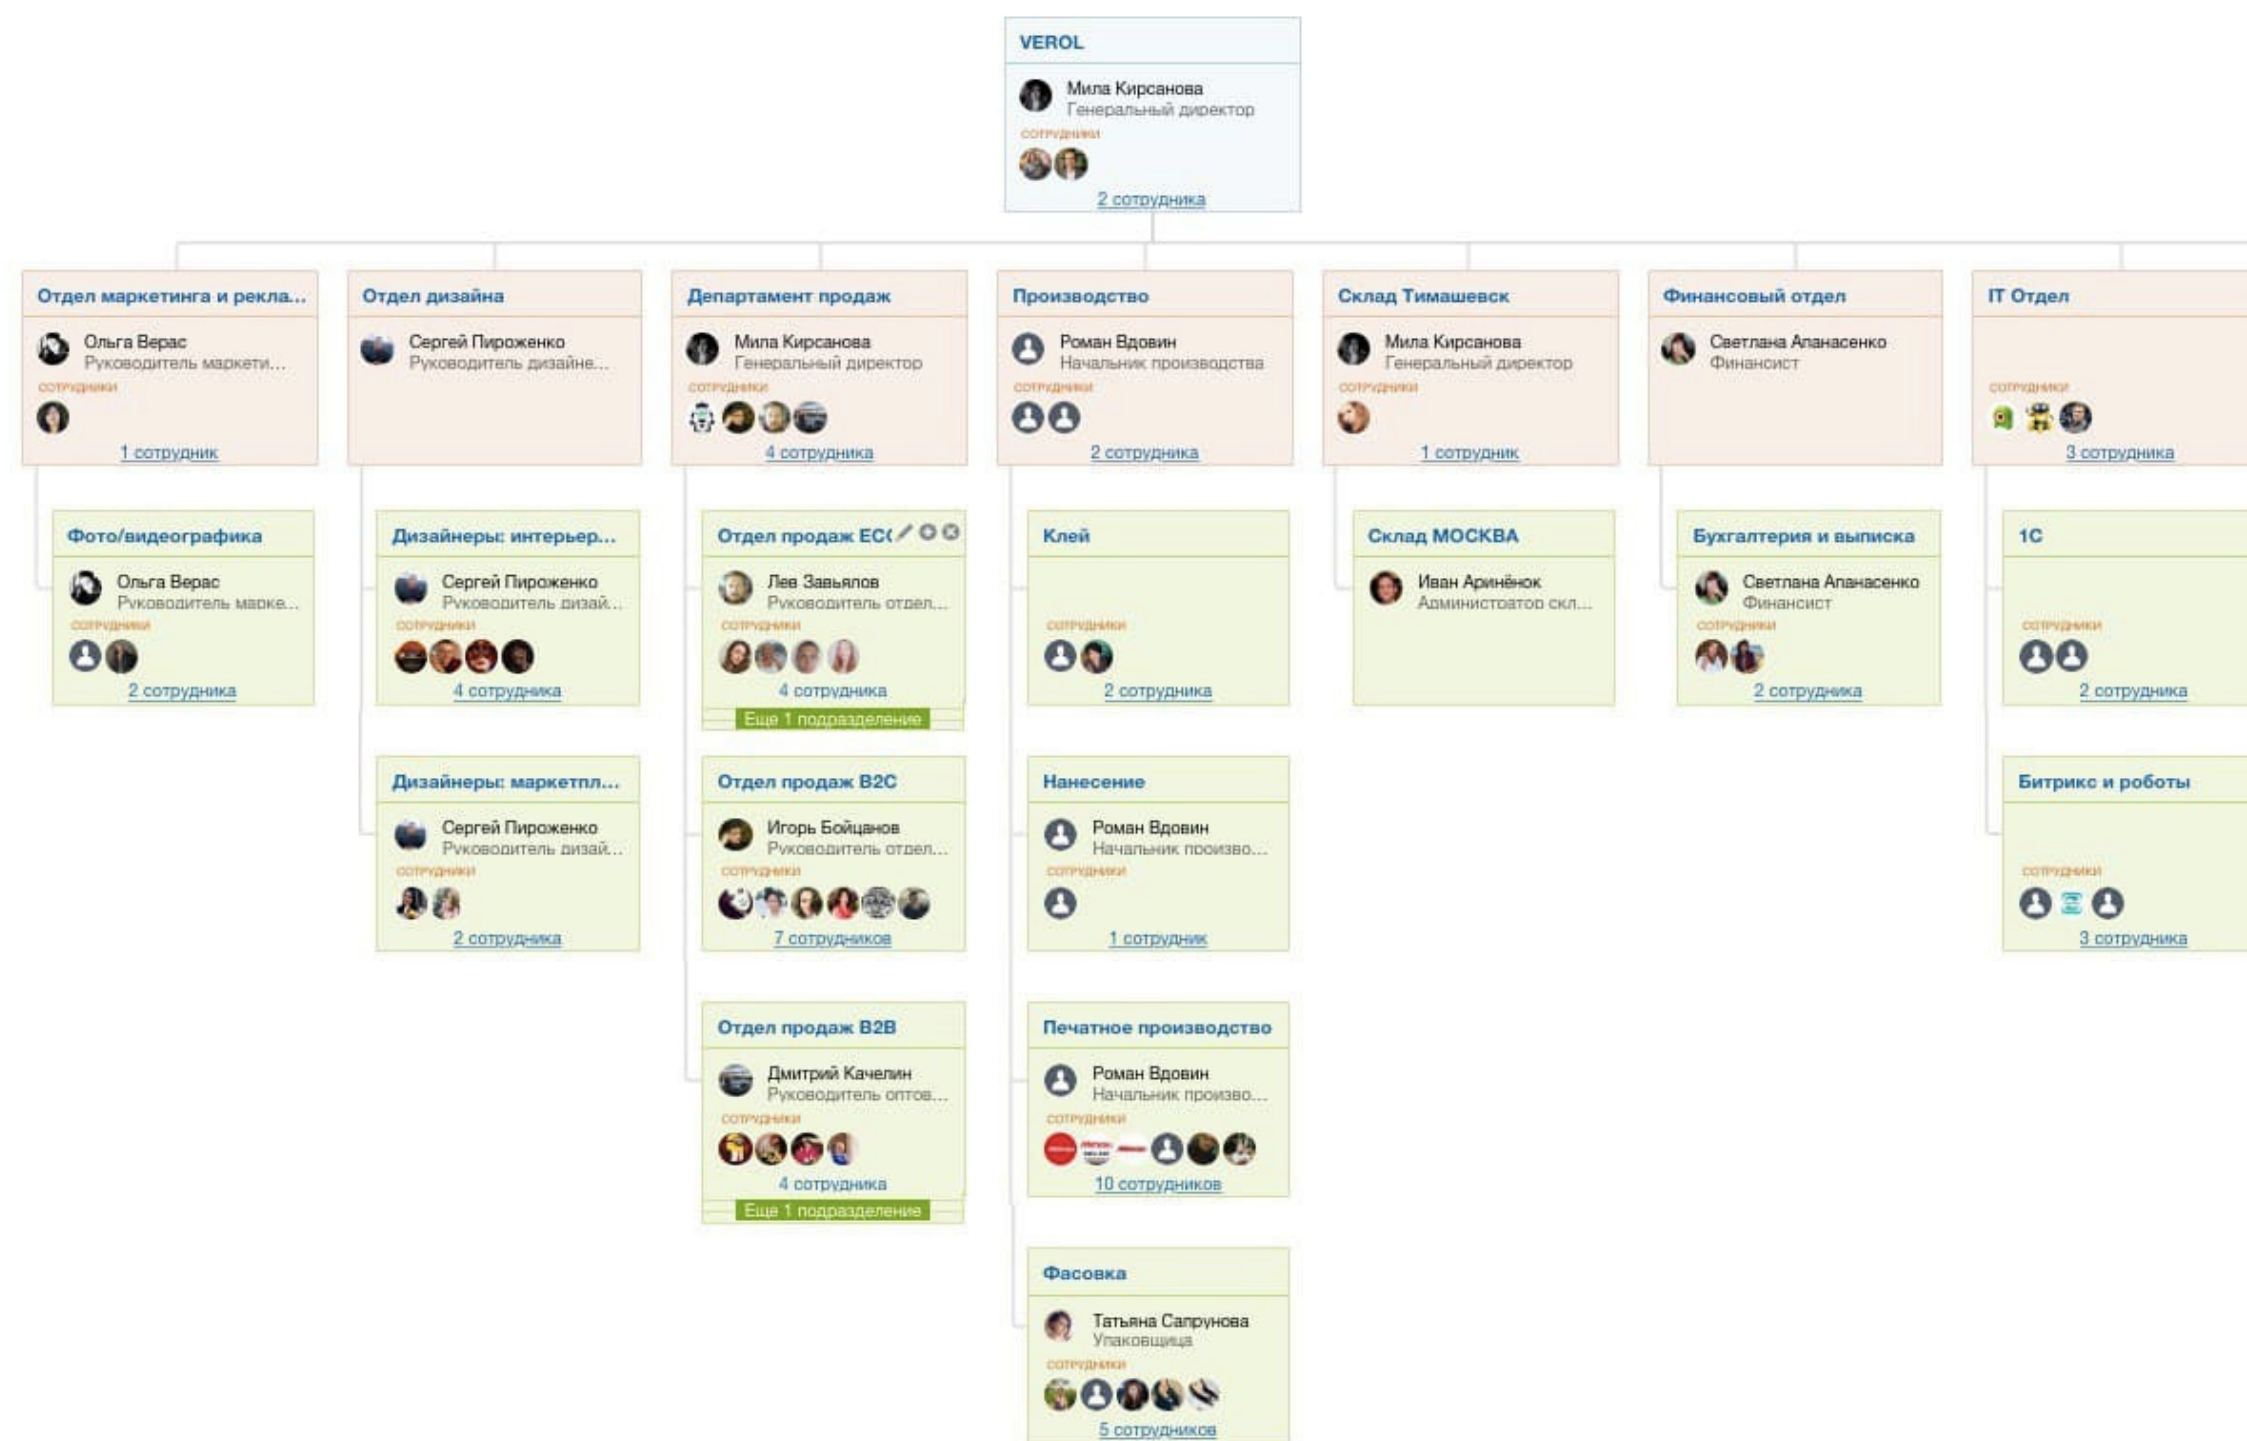 VEROL
Мила Кирсанова
Генеральный директор
СОТРУДНИКИ
2 сотрудника
Отдел маркетинга и рекла...
Ольга Верас
Руководитель маркети...
СОТРУДНИКИ
1 сотрудник
Отдел дизайна
Сергей Пироженко
Руководитель дизайне...
Департамент продаж
Мила Кирсанова
Генеральный директор
СОТРУДНИКИ
4 сотрудника
Производство
Роман Вдовин
Начальник производства
СОТРУДНИКИ
2 сотрудника
Склад Тимашевск
Мила Кирсанова
Генеральный директор
СОТРУДНИКИ
1 сотрудник
Финансовый отдел
Светлана Апанасенко
Финансист
IT Отдел
СОТРУДНИКИ
3 сотрудника
Фото/видеографика
Ольга Верас
Руководитель марке...
СОТРУДНИКИ
2 сотрудника
Дизайнеры: интерьер...
Сергей Пироженко
Руководитель дизай...
СОТРУДНИКИ
4 сотрудника
Отдел продаж ECC
Лев Завьялов
Руководитель отдел...
СОТРУДНИКИ
4 сотрудника
Еще 1 подразделение
Клей
СОТРУДНИКИ
2 сотрудника
Склад МОСКВА
Иван Аринёнок
Администратор скл...
Бухгалтерия и выписка
Светлана Апанасенко
Финансист
СОТРУДНИКИ
2 сотрудника
1С
СОТРУДНИКИ
2 сотрудника
Дизайнеры: маркетпл...
Сергей Пироженко
Руководитель дизай...
СОТРУДНИКИ
2 сотрудника
Отдел продаж B2C
Игорь Бойцанов
Руководитель отдел...
СОТРУДНИКИ
7 сотрудников
Нанесение
Роман Вдовин
Начальник произво...
СОТРУДНИКИ
1 сотрудник
Битрикс и роботы
СОТРУДНИКИ
3 сотрудника
Отдел продаж B2B
Дмитрий Качелин
Руководитель оптов...
СОТРУДНИКИ
4 сотрудника
Еще 1 подразделение
Печатное производство
Роман Вдовин
Начальник произво...
СОТРУДНИКИ
10 сотрудников
Фасовка
Татьяна Сапрунова
Упаковщица
СОТРУДНИКИ
5 сотрудников